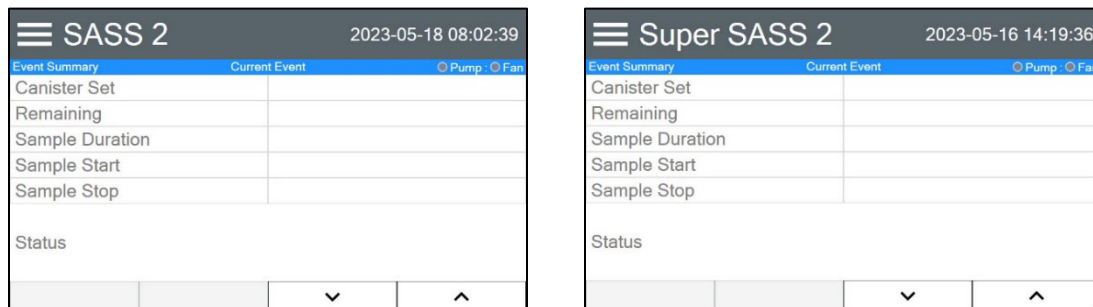 SASS 2 2023-05-18 08:02:39
Event Summary Current Event Pump : Fan
Canister Set
Remaining
Sample Duration
Sample Start
Sample Stop
Status
Super SASS 2 2023-05-16 14:19:36
Event Summary Current Event Pump : Fan
Canister Set
Remaining
Sample Duration
Sample Start
Sample Stop
Status